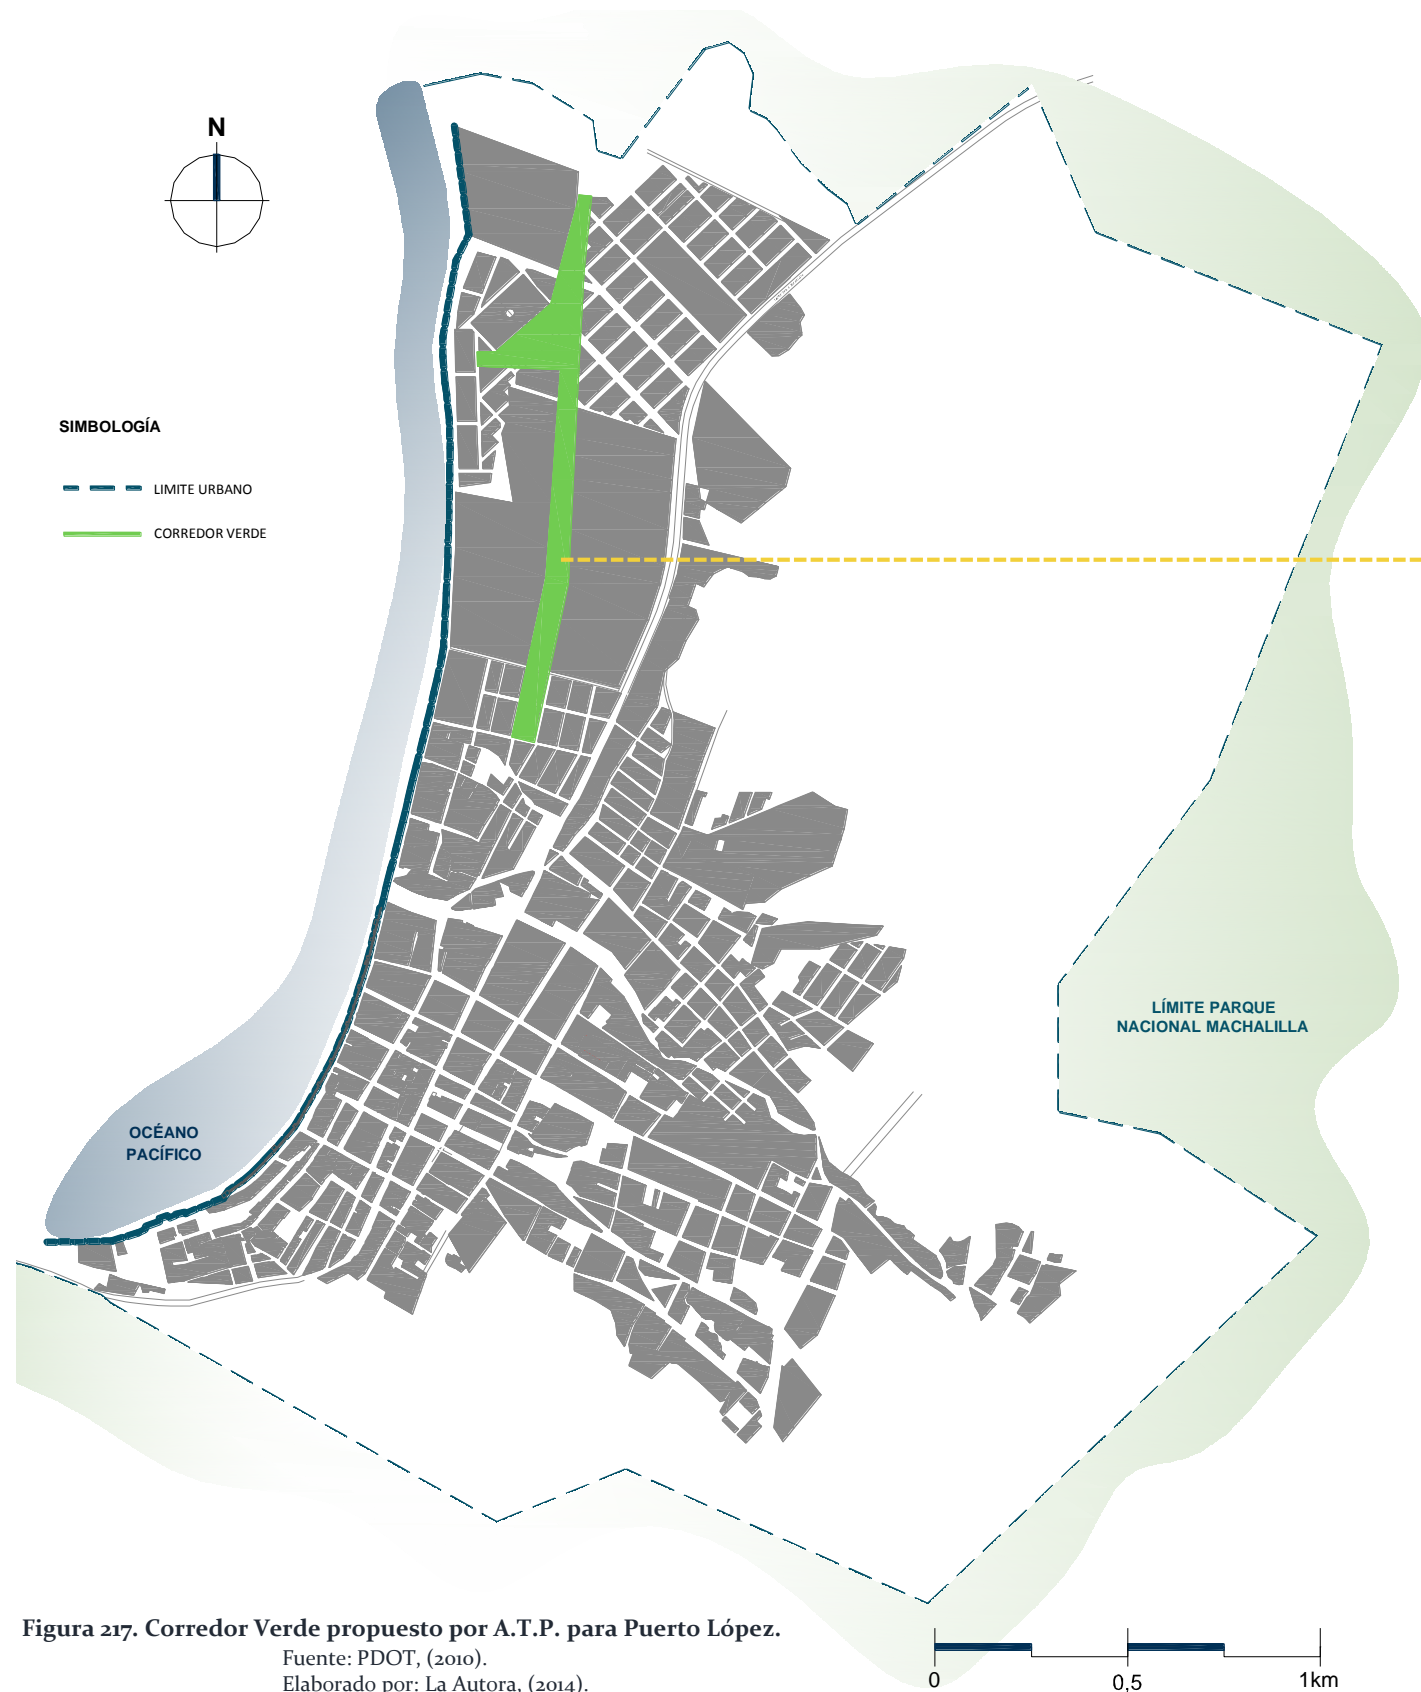 N
SIMBOLOGÍA
LIMITE URBANO
CORREDOR VERDE
LÍMITE PARQUE
NACIONAL MACHALILLA
OCÉANO
PACÍFICO
Figura 217. Corredor Verde propuesto por A.T.P. para Puerto López.
Fuente: PDOT, (2010).
Elaborado por: La Autora, (2014).
0 0,5 1km